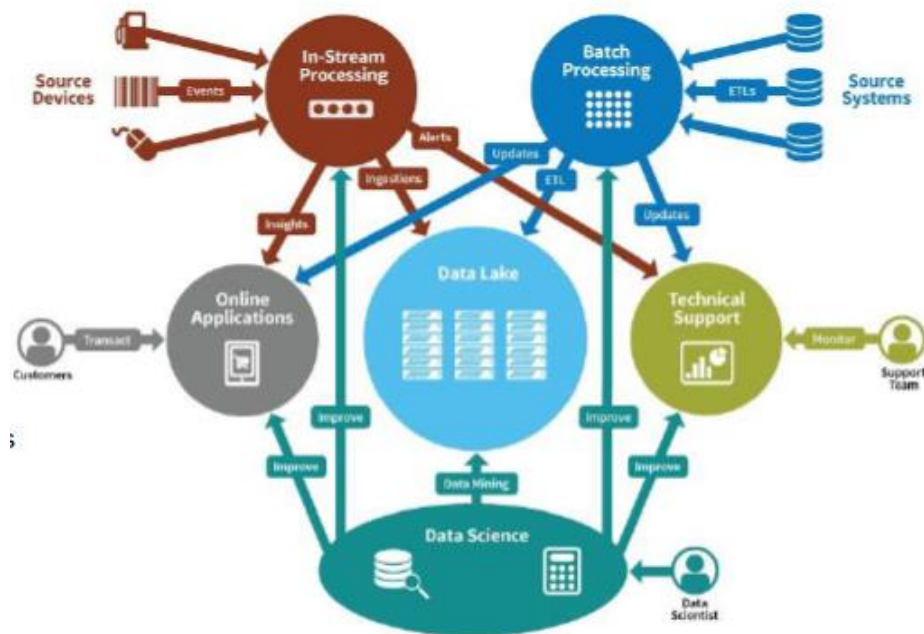 In-Stream
Processing
Batch
Processing
Source
Devices
Events
ETLs
Source
Systems
Alerts
Updates
Ingestions
ETL
Insights
Updates
Data Lake
Online
Applications
Technical
Support
Transact
Customers
Monitor
Support
Team
Improve
Improve
Improve
Improve
Data Mining
Data Science
Data
Scientist
s